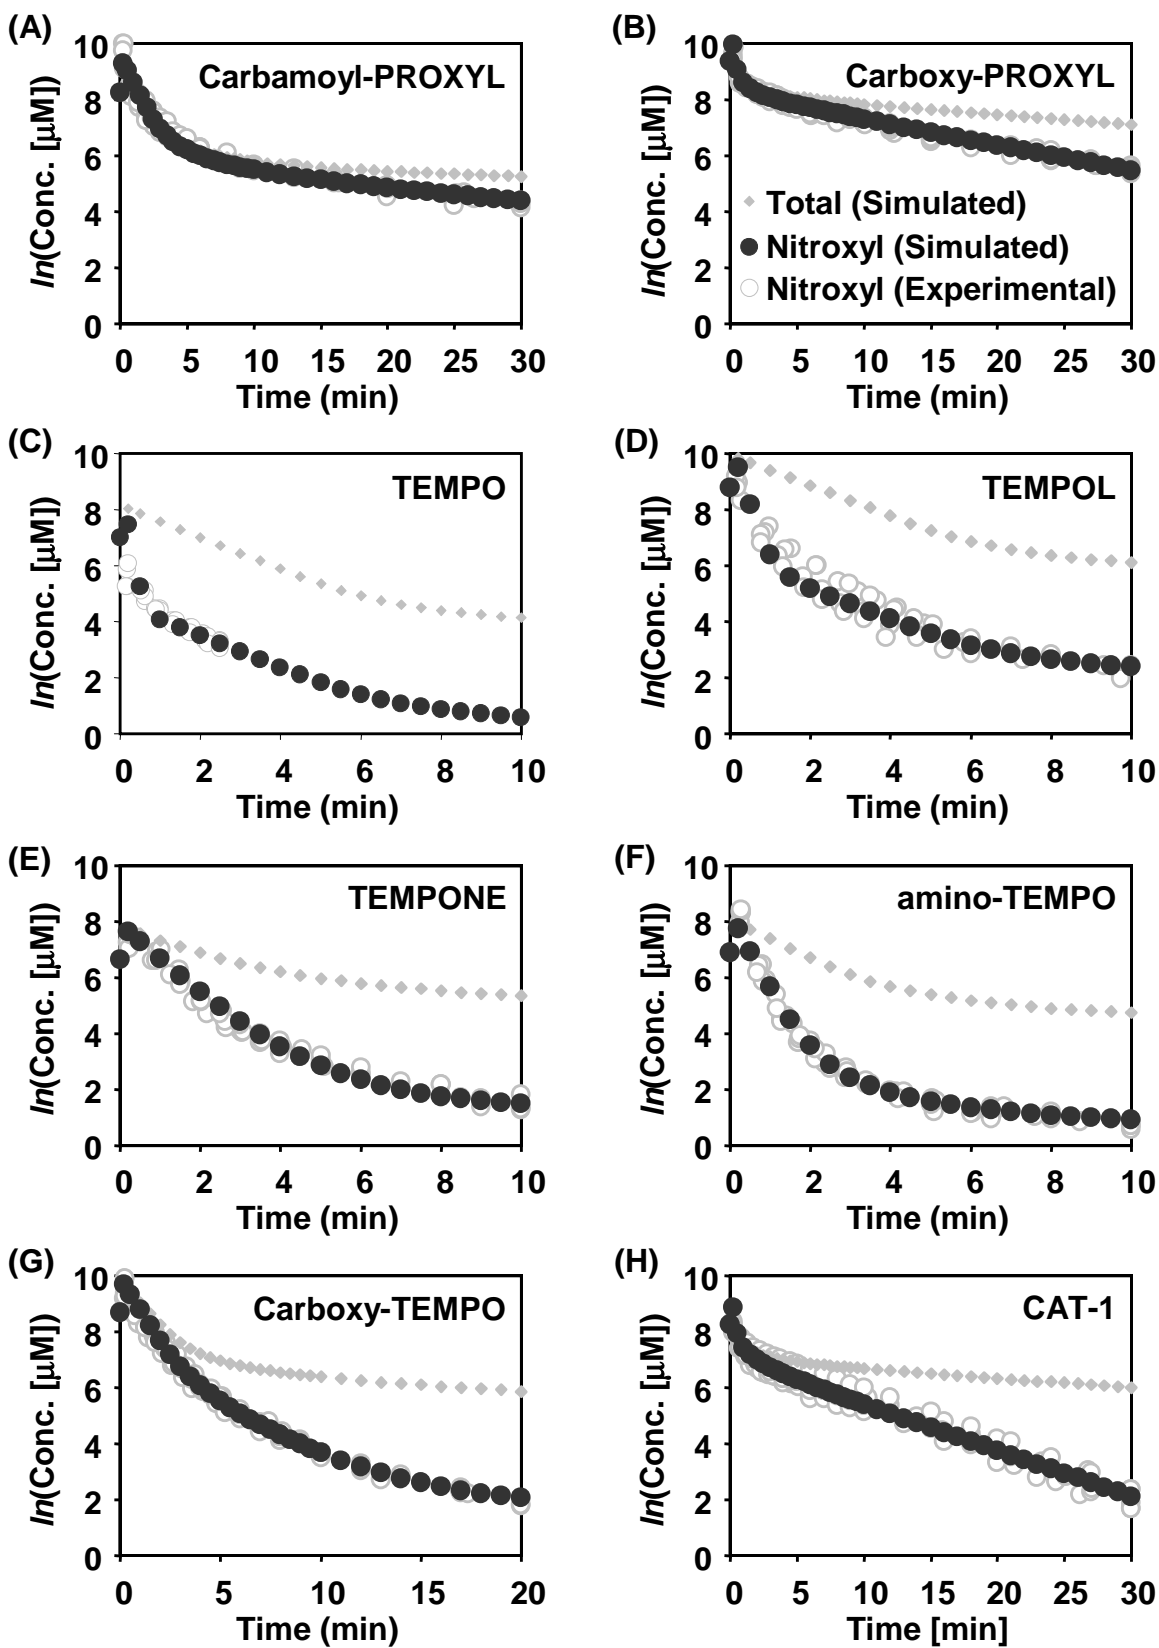 (A)
10
8
6
4
2
0
ln(Conc. [μM])
Carbamoyl-PROXYL
0 5 10 15 20 25 30
Time (min)
(B)
10
8
6
4
2
0
ln(Conc. [μM])
Carboxy-PROXYL
Total (Simulated)
Nitroxyl (Simulated)
Nitroxyl (Experimental)
0 5 10 15 20 25 30
Time (min)
(C)
10
8
6
4
2
0
ln(Conc. [μM])
TEMPO
0 2 4 6 8 10
Time (min)
(D)
10
8
6
4
2
0
ln(Conc. [μM])
TEMPOL
0 2 4 6 8 10
Time (min)
(E)
10
8
6
4
2
0
ln(Conc. [μM])
TEMPONE
0 2 4 6 8 10
Time (min)
(F)
10
8
6
4
2
0
ln(Conc. [μM])
amino-TEMPO
0 2 4 6 8 10
Time (min)
(G)
10
8
6
4
2
0
ln(Conc. [μM])
Carboxy-TEMPO
0 5 10 15 20
Time (min)
(H)
10
8
6
4
2
0
ln(Conc. [μM])
CAT-1
0 5 10 15 20 25 30
Time [min]